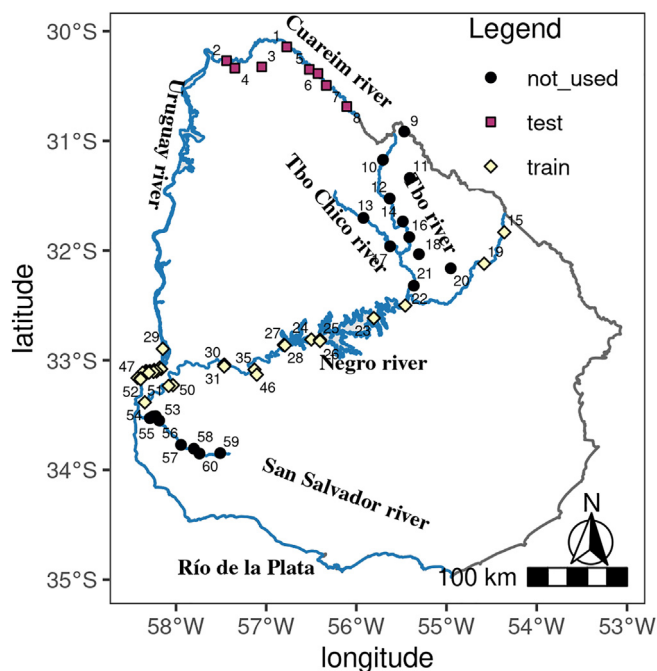 Legend
not_used
test
train
30°S
31°S
32°S
33°S
34°S
35°S
latitude
58°W
57°W
56°W
55°W
54°W
53°W
longitude
Cuareim river
Uruguay river
Tbo Chico river
Tbo river
Negro river
San Salvador river
Río de la Plata
N
100 km
1
2
3
4
5
6
7
8
9
10
11
12
13
14
15
16
17
18
19
20
21
22
23
24
25
26
27
28
29
30
31
35
46
47
50
51
52
53
54
55
56
57
58
59
60